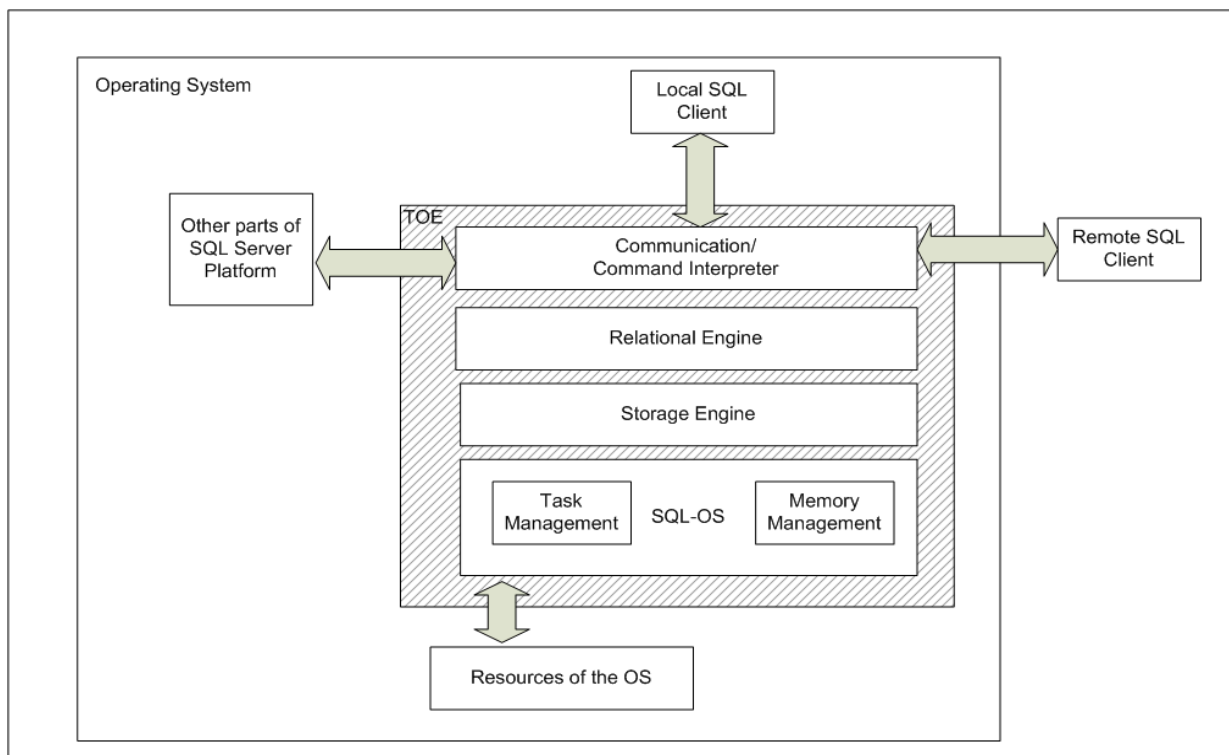 Operating System
Local SQL
Client
Other parts of
SQL Server
Platform
TOE
Communication/
Command Interpreter
Remote SQL
Client
Relational Engine
Storage Engine
Task
Management
SQL-OS
Memory
Management
Resources of the OS